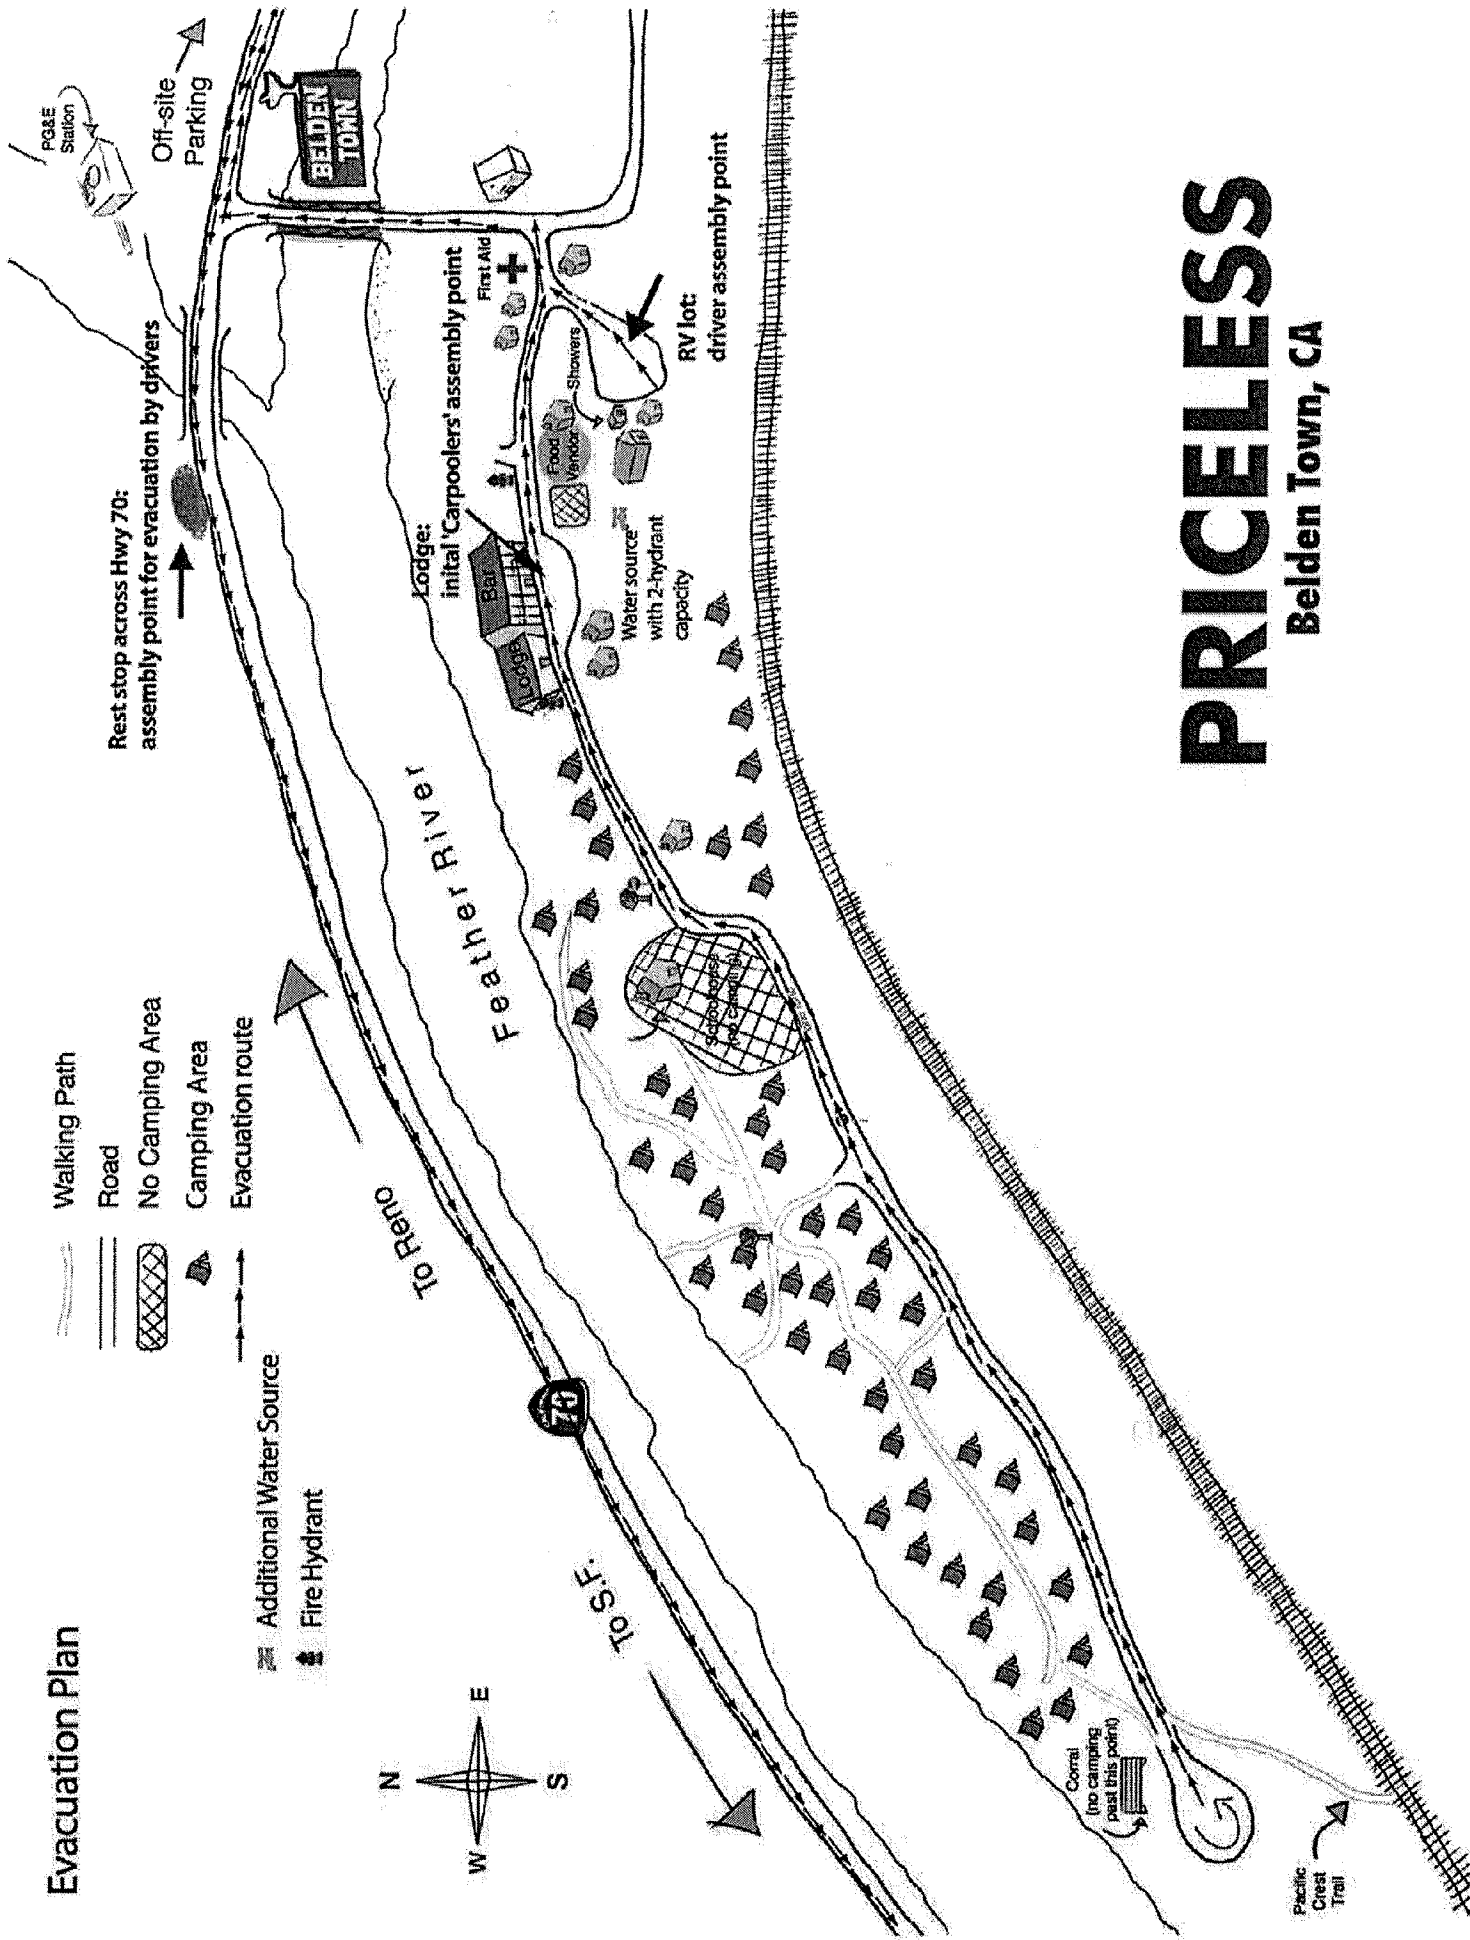 Evacuation Plan
Walking Path
Road
No Camping Area
Camping Area
Evacuation route
Additional Water Source
Fire Hydrant
N
W
E
S
To Reno
To S.F.
70
Rest stop across Hwy 70:
assembly point for evacuation by drivers
PG&E
Station
Off-site
Parking
BELDEN
TOWN
Feather River
Lodge:
inital 'Carpoolers' assembly point
First Aid
Bar
Lodge
Food
Vendor
Showers
RV lot:
driver assembly point
Water source
with 2-hydrant
capacity
Schoolhouse
(no camping)
Corral
(no camping
past this point)
Pacific
Crest
Trail
PRICELESS
Belden Town, CA